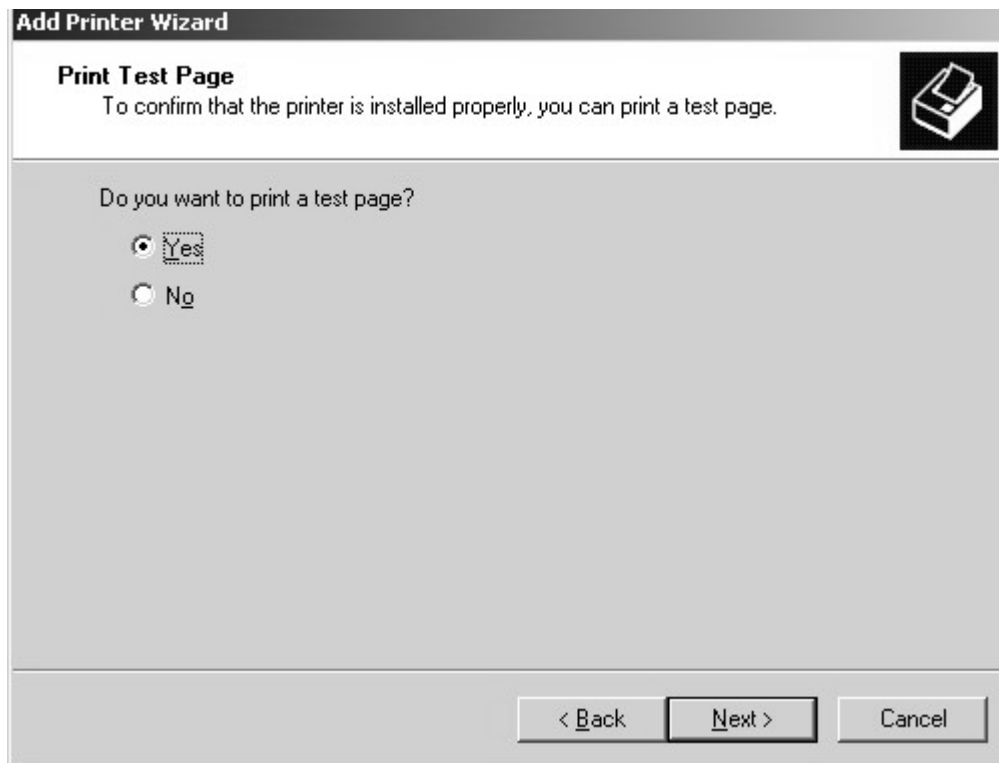 Add Printer Wizard
Print Test Page
To confirm that the printer is installed properly, you can print a test page.
Do you want to print a test page?
Yes
No
< Back Next > Cancel